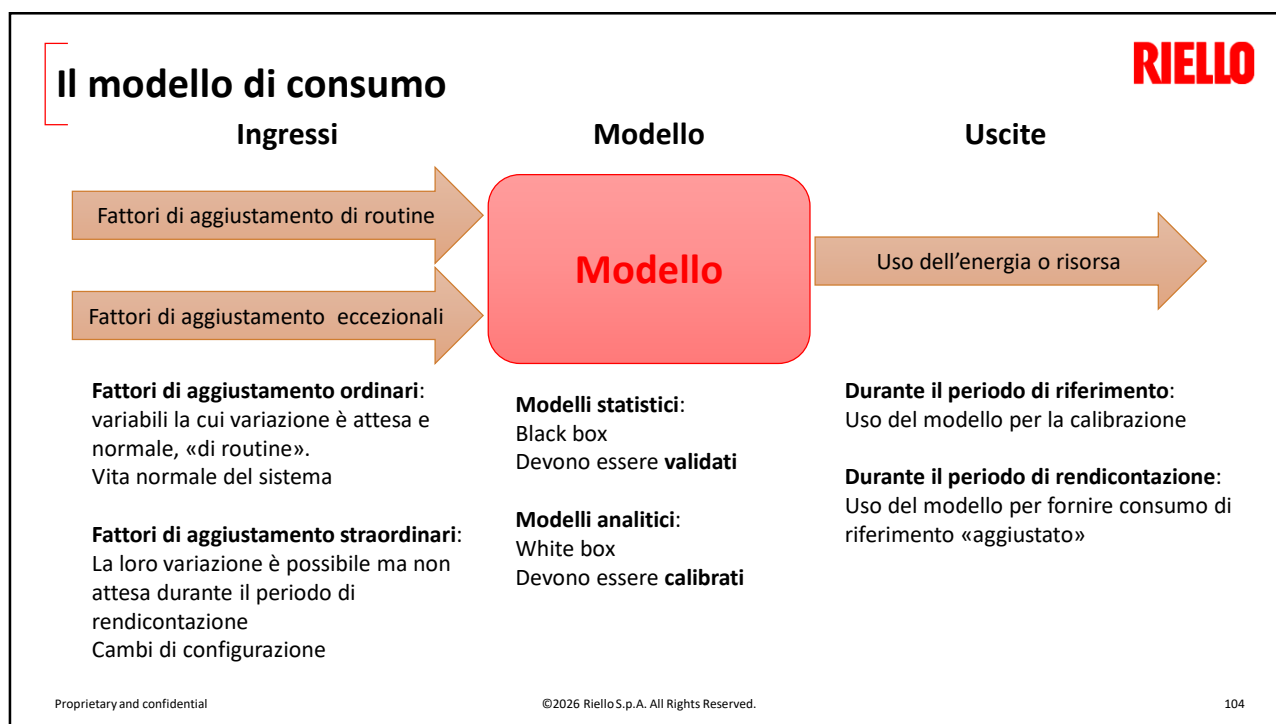 Il modello di consumo
RIELLO
Ingressi
Modello
Uscite
Fattori di aggiustamento di routine
Fattori di aggiustamento eccezionali
Modello
Uso dell’energia o risorsa
Fattori di aggiustamento ordinari:
variabili la cui variazione è attesa e
normale, «di routine».
Vita normale del sistema
Fattori di aggiustamento straordinari:
La loro variazione è possibile ma non
attesa durante il periodo di
rendicontazione
Cambi di configurazione
Modelli statistici:
Black box
Devono essere validati
Modelli analitici:
White box
Devono essere calibrati
Durante il periodo di riferimento:
Uso del modello per la calibrazione
Durante il periodo di rendicontazione:
Uso del modello per fornire consumo di
riferimento «aggiustato»
Proprietary and confidential
©2026 Riello S.p.A. All Rights Reserved.
104